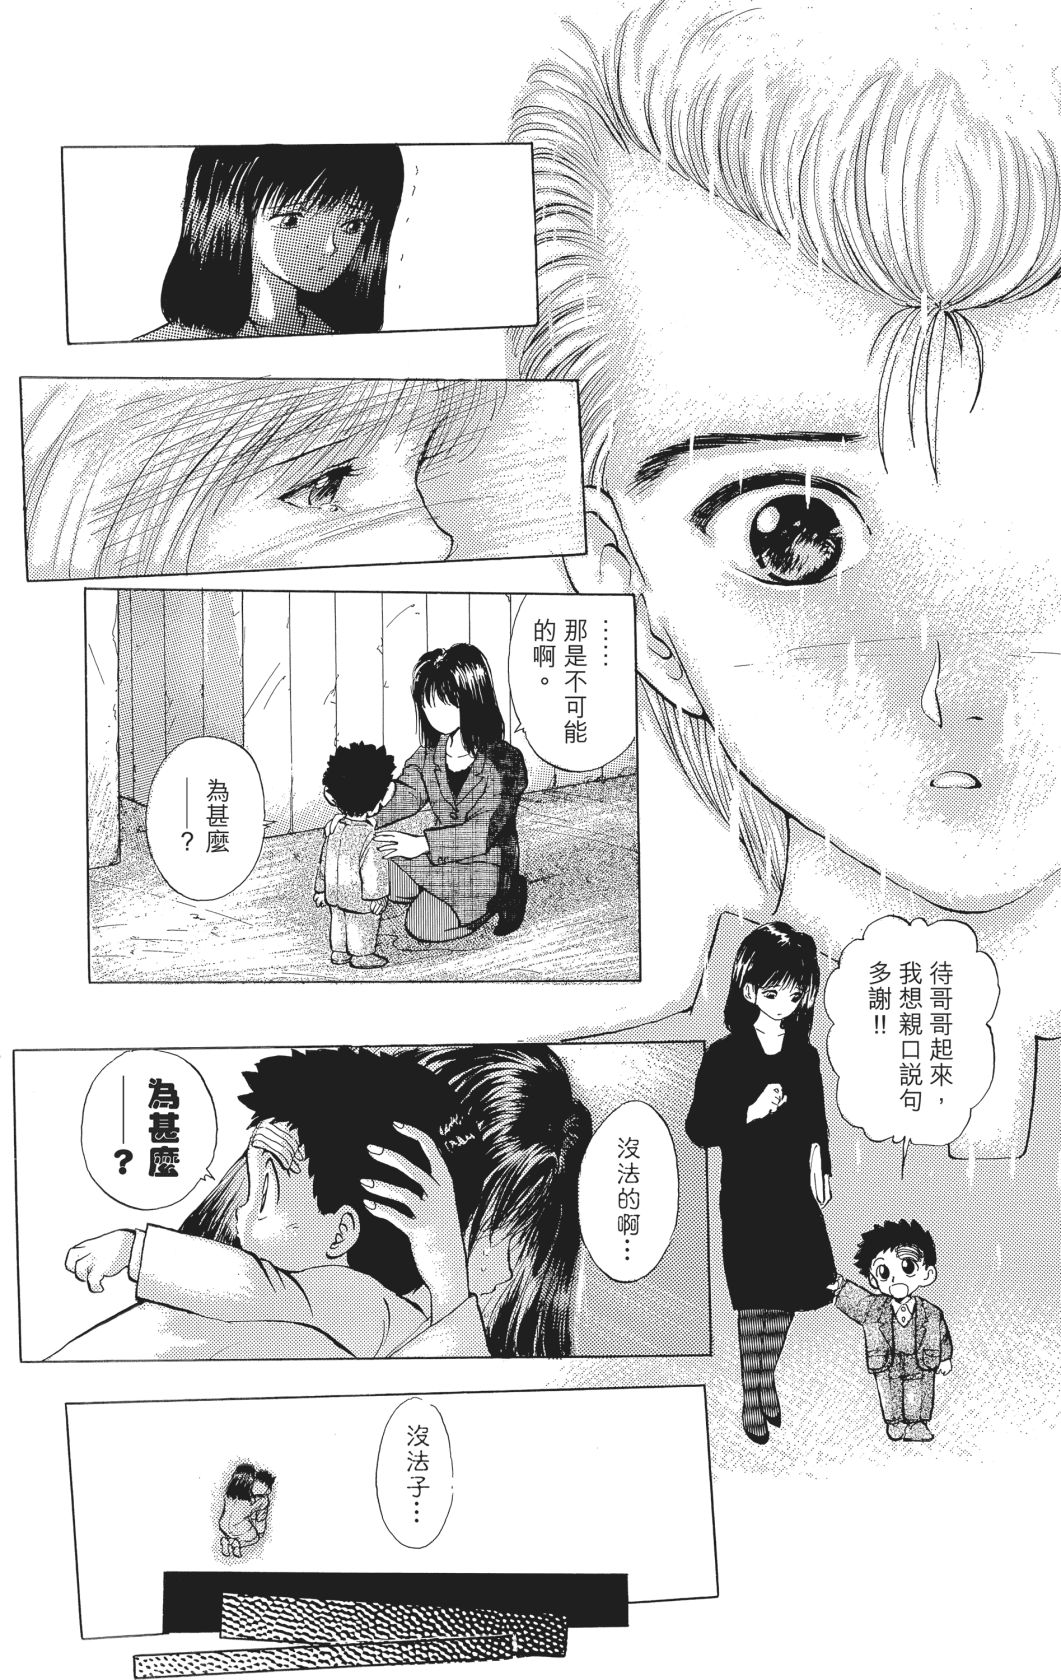 待哥哥起來，
我想親口説句
多謝!!
……
那是不可能
的啊。
為甚麼
——?
沒法的啊…
為甚麼
——?
沒法子…